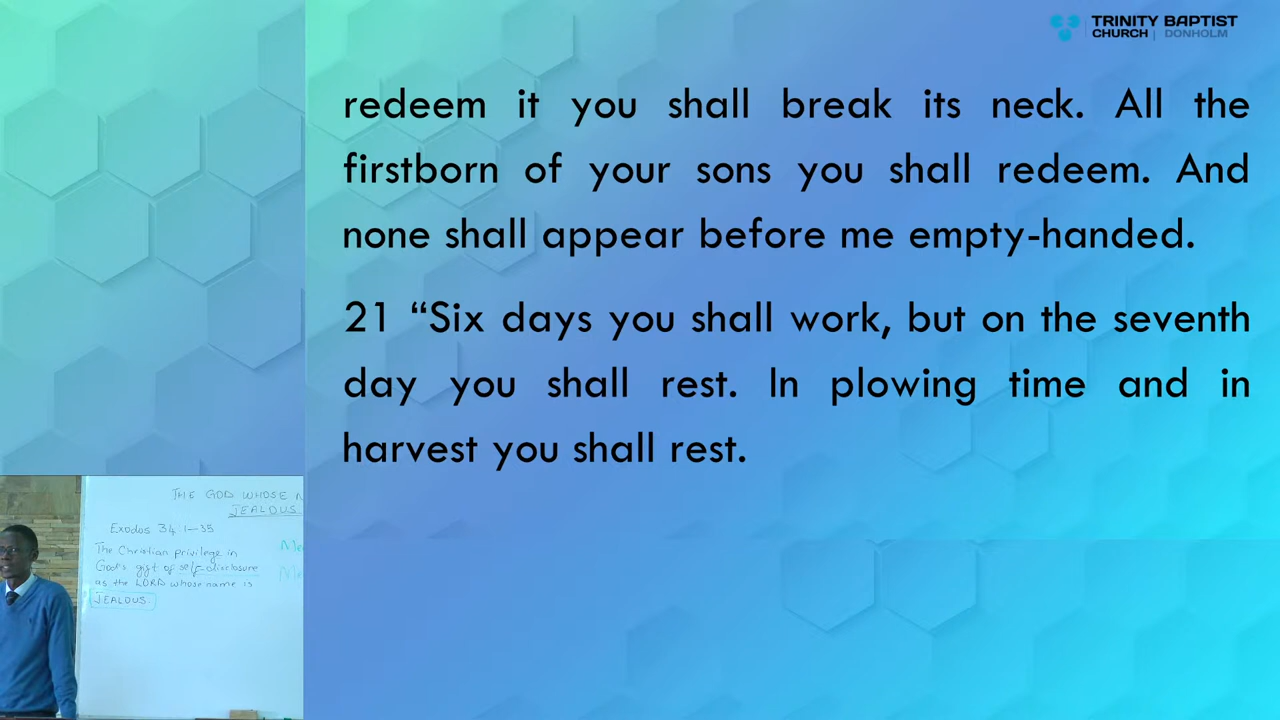 TRINITY BAPTIST
CHURCH | DONHOLM
redeem it you shall break its neck. All the
firstborn of your sons you shall redeem. And
none shall appear before me empty-handed.
21 “Six days you shall work, but on the seventh
day you shall rest. In plowing time and in
harvest you shall rest.
THE GOD WHOSE N
JEALOUS
Exodus 34:1-35
The Christian privilege in
God's gift of self-disclosure
as the LORD whose name is
JEALOUS.